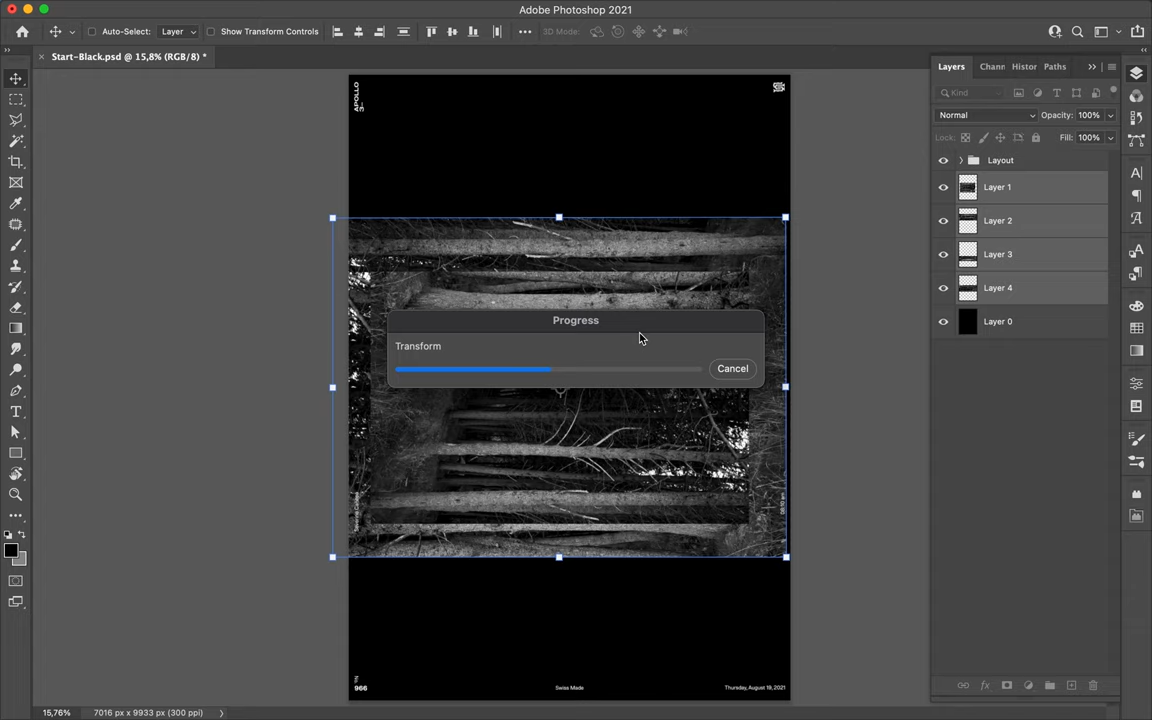 Adobe Photoshop 2021
Auto-Select: Layer Show Transform Controls 3D Mode:
Start-Black.psd @ 15,8% (RGB/8) *
Layers Chann Histor Paths
Kind
Normal Opacity: 100%
Lock: Fill: 100%
Layout
Layer 1
Layer 2
Layer 3
Layer 4
Layer 0
APOLLO
3—
Progress
Transform
Cancel
966
Swiss Made
Thursday, August 19, 2021
15,76% 7016 px x 9933 px (300 ppi)